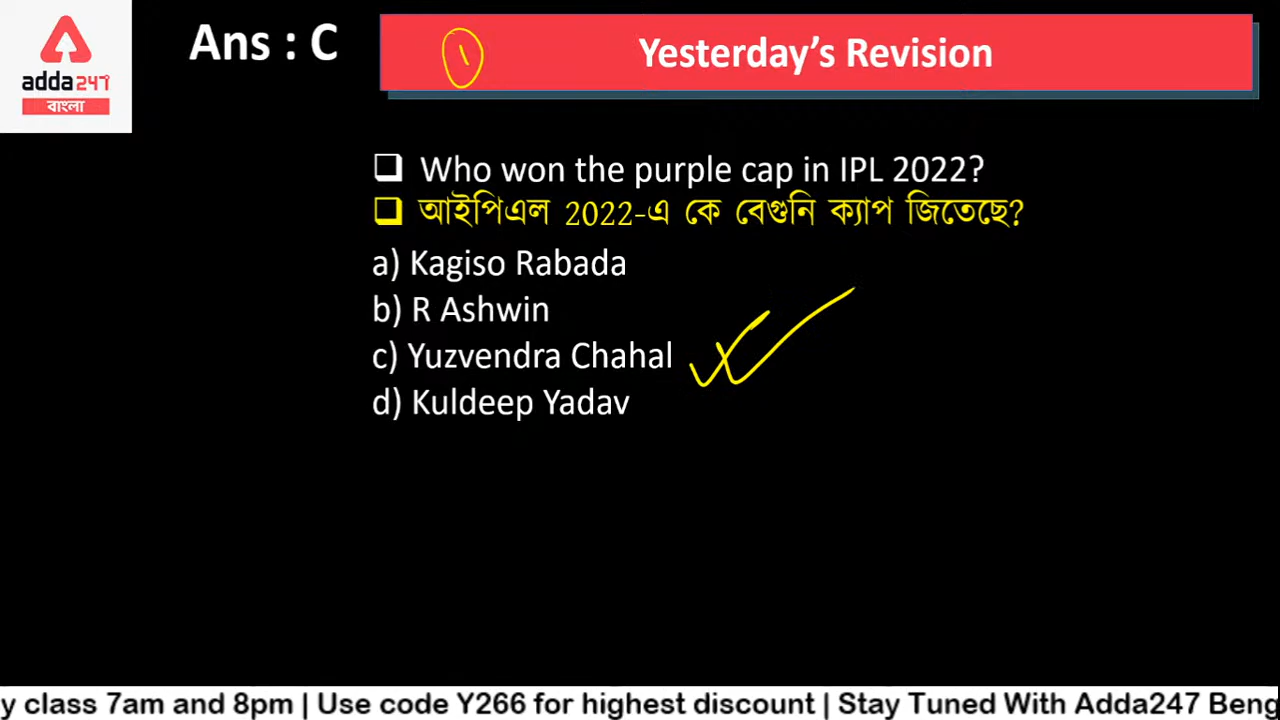 adda247
বাংলা
Ans : C
1
Yesterday's Revision
Who won the purple cap in IPL 2022?
আইপিএল 2022-এ কে বেগুনি ক্যাপ জিতেছে?
a) Kagiso Rabada
b) R Ashwin
c) Yuzvendra Chahal
d) Kuldeep Yadav
y class 7am and 8pm | Use code Y266 for highest discount | Stay Tuned With Adda247 Beng